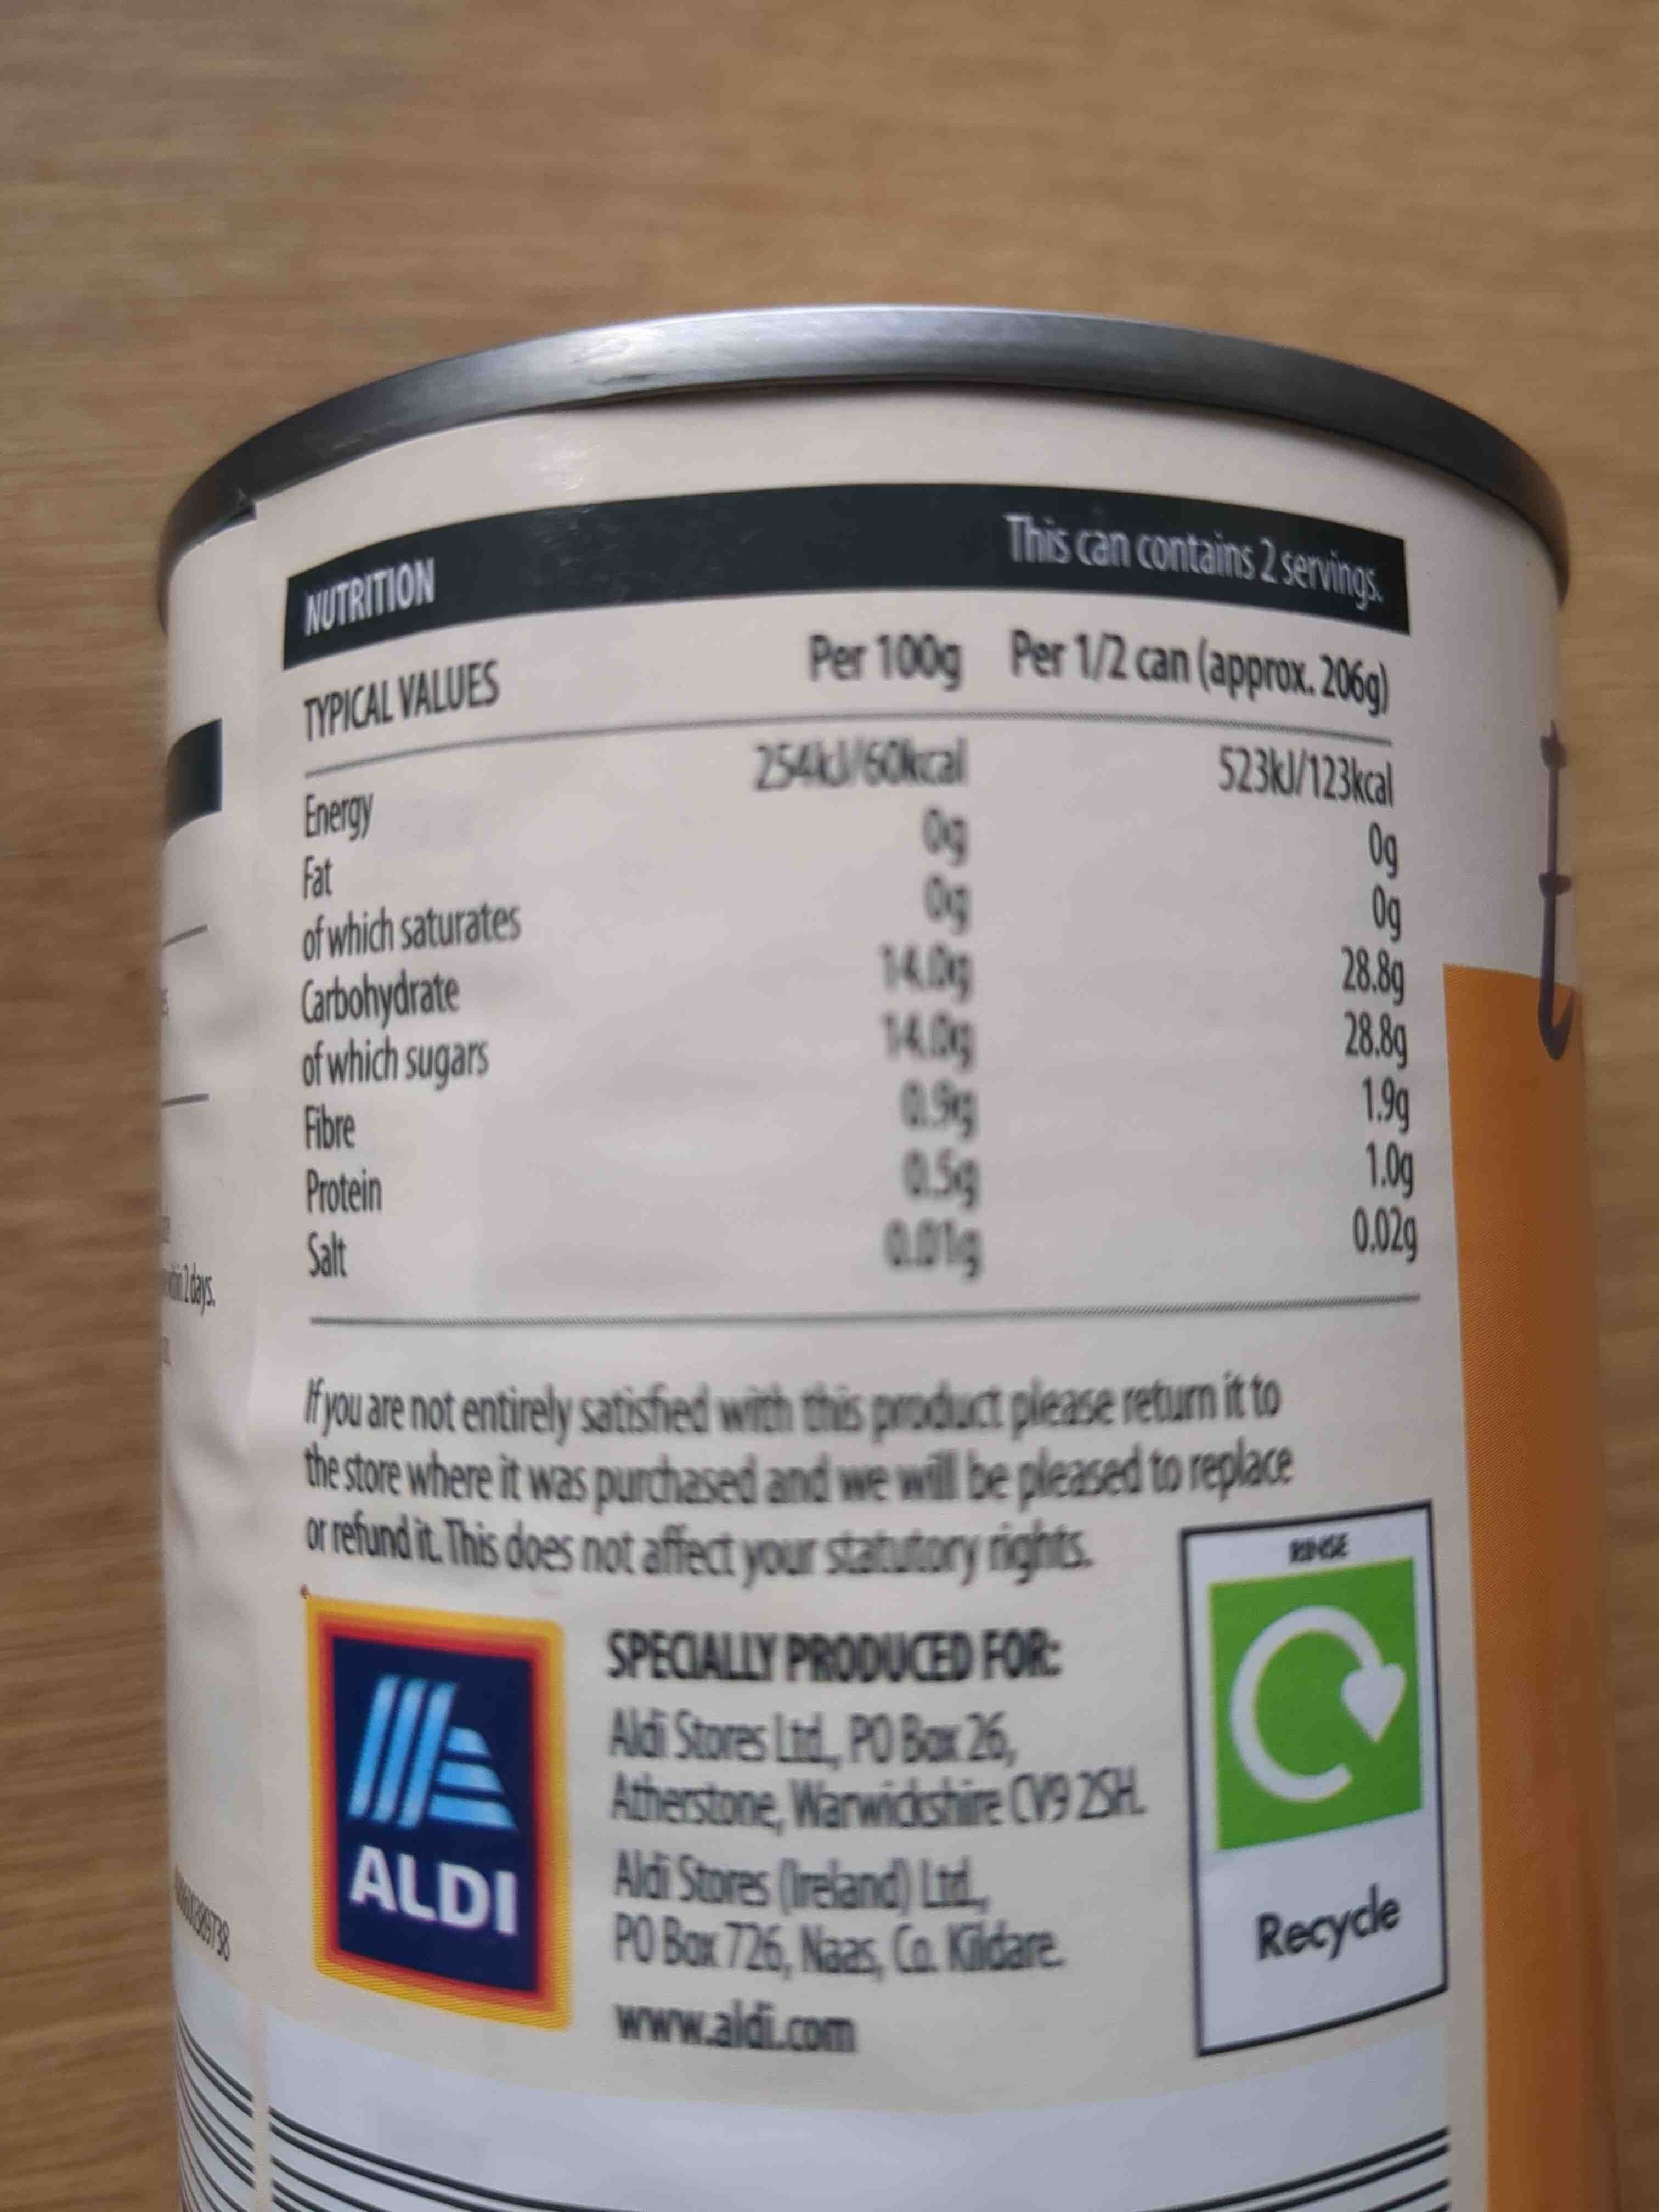 NUTRITION This can contains 2 servings.
TYPICAL VALUES Per 100g Per 1/2 can (approx. 206g)
Energy 254kJ/60kcal 523kJ/123kcal
Fat 0g 0g
of which saturates 0g 0g
Carbohydrate 14.0g 28.8g
of which sugars 14.0g 28.8g
Fibre 0.9g 1.9g
Protein 0.5g 1.0g
Salt 0.01g 0.02g
2 days.
If you are not entirely satisfied with this product please return it to
the store where it was purchased and we will be pleased to replace
or refund it. This does not affect your statutory rights.
ALDI
SPECIALLY PRODUCED FOR:
Aldi Stores Ltd., PO Box 26,
Atherstone, Warwickshire CV9 2SH.
Aldi Stores (Ireland) Ltd.,
PO Box 726, Naas, Co. Kildare.
www.aldi.com
RINSE
Recycle